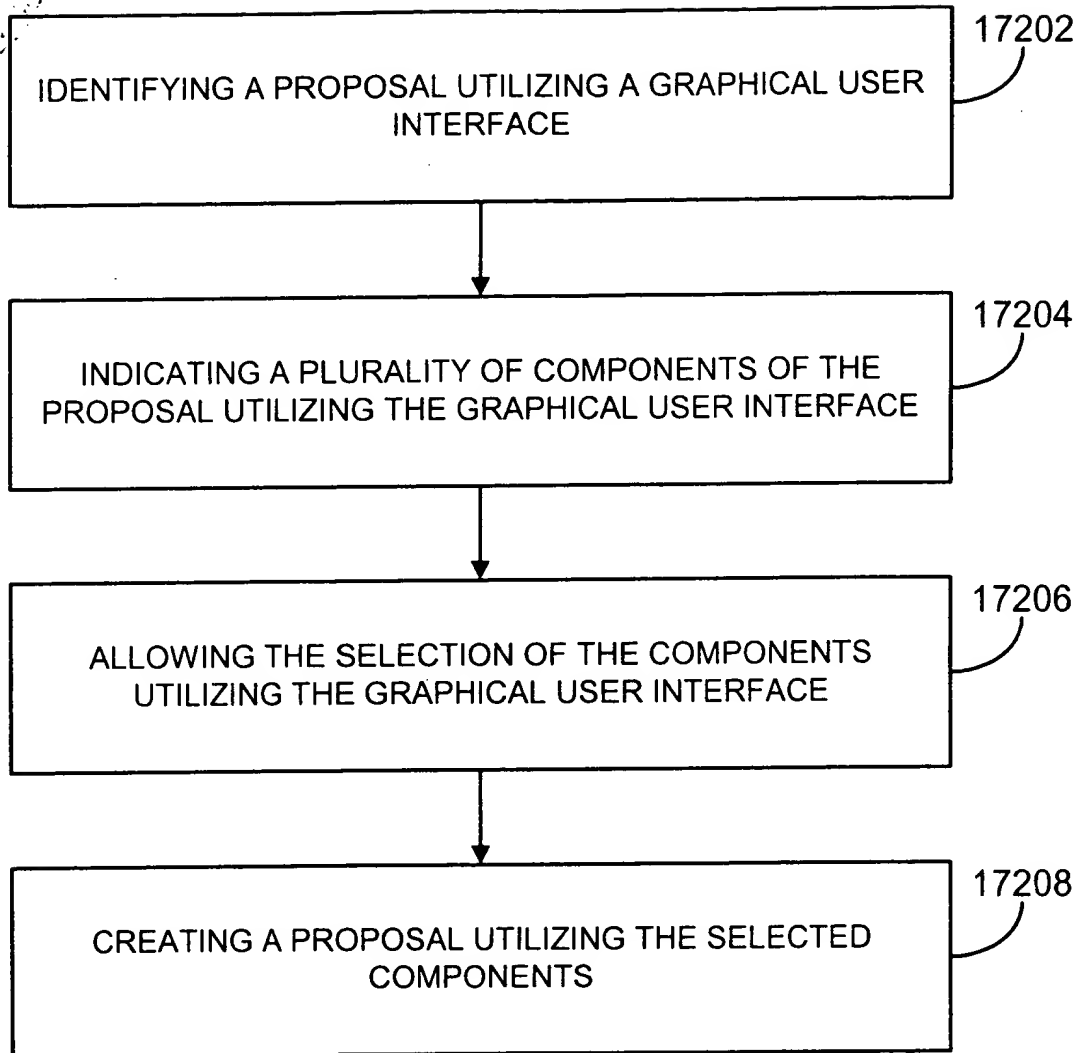 17202
IDENTIFYING A PROPOSAL UTILIZING A GRAPHICAL USER
INTERFACE
17204
INDICATING A PLURALITY OF COMPONENTS OF THE
PROPOSAL UTILIZING THE GRAPHICAL USER INTERFACE
17206
ALLOWING THE SELECTION OF THE COMPONENTS
UTILIZING THE GRAPHICAL USER INTERFACE
17208
CREATING A PROPOSAL UTILIZING THE SELECTED
COMPONENTS